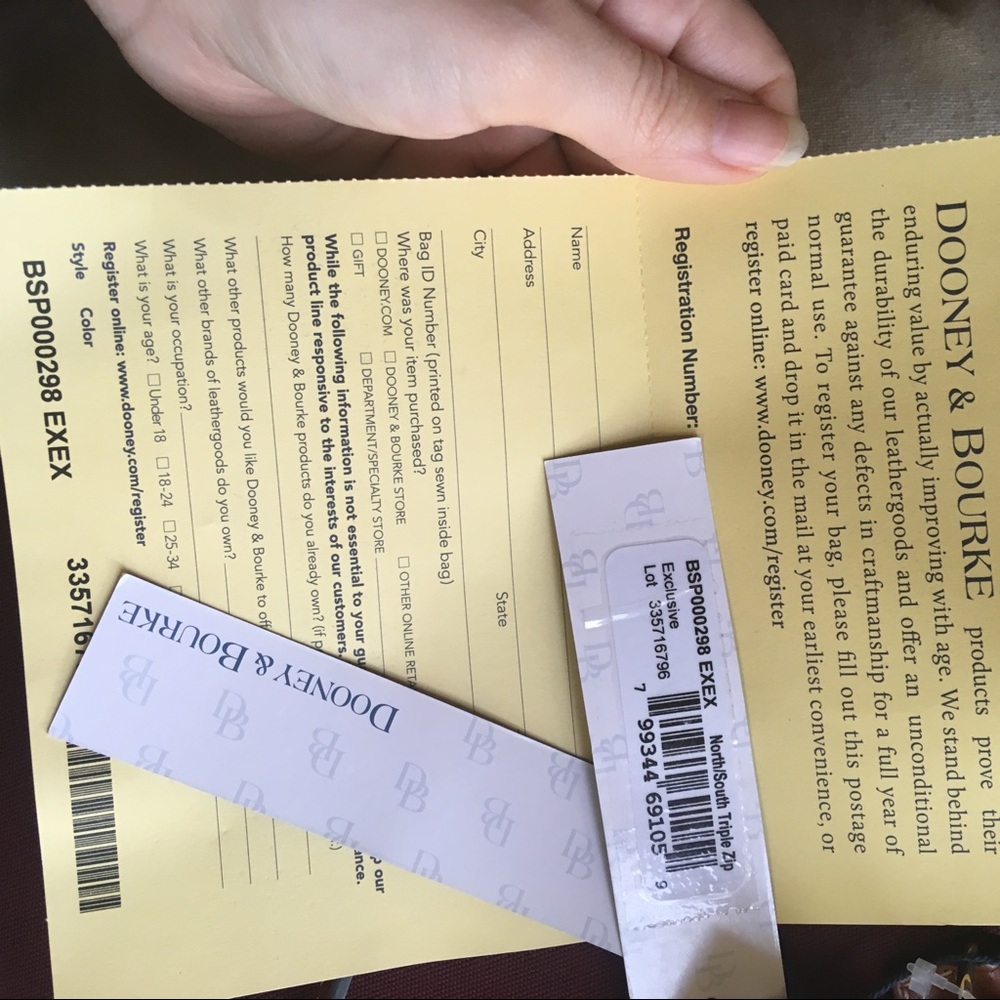 DOONEY & BOURKE products prove their
enduring value by actually improving with age. We stand behind
the durability of our leathergoods and offer an unconditional
guarantee against any defects in craftmanship for a full year of
normal use. To register your bag, please fill out this postage
paid card and drop it in the mail at your earliest convenience, or
register online: www.dooney.com/register
Registration Number:
BSP000298 EXEX North/South Triple Zip
Exclusive
Lot 335716796
7 99344 69105 9
Name
Address
City State
Bag ID Number (printed on tag sewn inside bag)
Where was your item purchased?
DOONEY.COM DOONEY & BOURKE STORE OTHER ONLINE
GIFT DEPARTMENT/SPECIALTY STORE
While the following information is not essential to your our
product line responsive to the interests of our customers.
How many Dooney & Bourke products do you already own? (if
What other products would you like Dooney & Bourke to
What other brands of leathergoods do you own?
What is your occupation?
What is your age? Under 18 18-24 25-34
Register online: www.dooney.com/register
Style Color
BSP000298 EXEX 335716
DOONEY & BOURKE